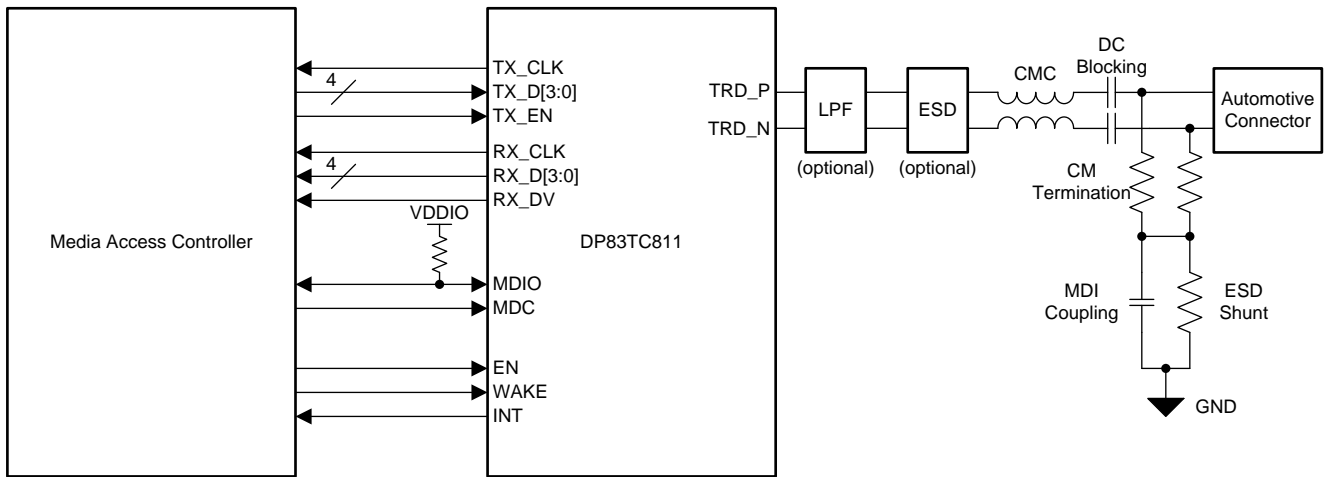 Media Access Controller
TX_CLK
4
TX_D[3:0]
TX_EN
RX_CLK
4
RX_D[3:0]
RX_DV
VDDIO
MDIO
MDC
EN
WAKE
INT
DP83TC811
TRD_P
TRD_N
LPF
(optional)
ESD
(optional)
CMC
DC
Blocking
Automotive
Connector
CM
Termination
MDI
Coupling
ESD
Shunt
GND